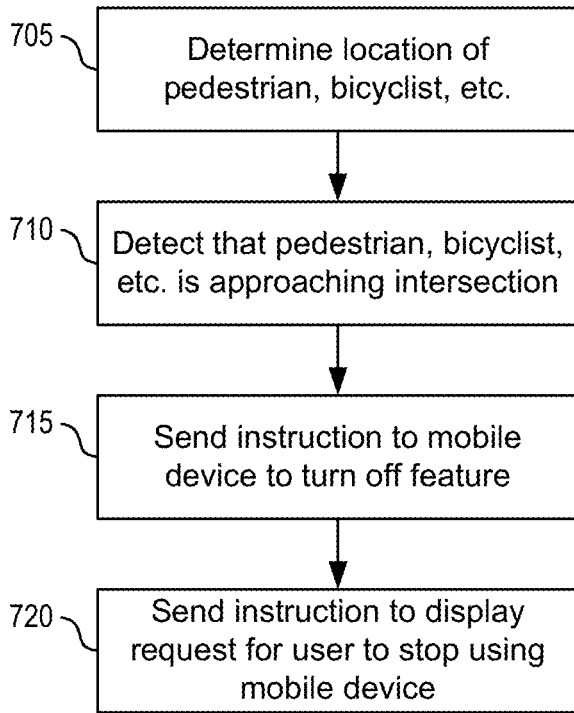 705
Determine location of
pedestrian, bicyclist, etc.
710
Detect that pedestrian, bicyclist,
etc. is approaching intersection
715
Send instruction to mobile
device to turn off feature
720
Send instruction to display
request for user to stop using
mobile device